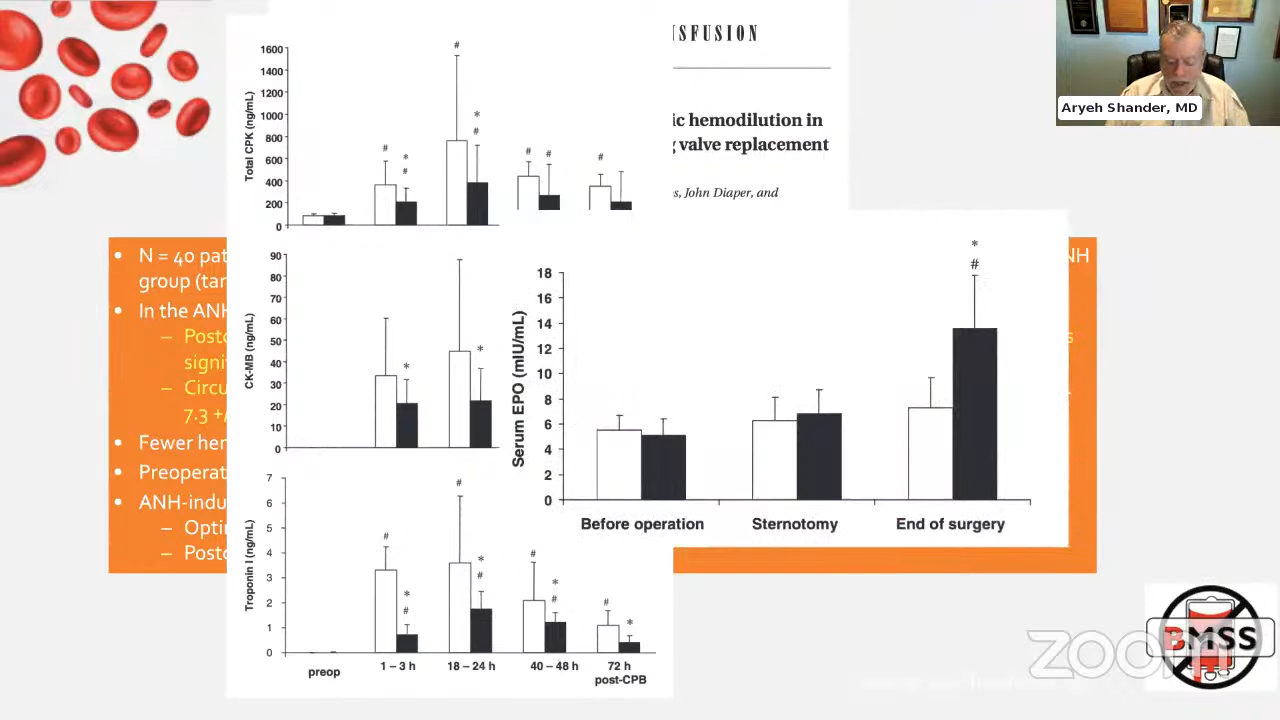 NSFUSION
ic hemodilution in
valve replacement
s, John Diaper, and
Aryeh Shander, MD
N = 40 pat
NH
group (tar
In the ANH
– Posto
signi
– Circu
7.3 +/
Fewer her
Preoperat
ANH-indu
– Opti
– Posto
Total CPK (ng/mL)
1600
1400
1200
1000
800
600
400
200
0
#
*
#
#
*
#
# #
#
CK-MB (ng/mL)
90
80
70
60
50
40
30
20
10
0
*
*
Troponin I (ng/mL)
7
6
5
4
3
2
1
0
#
*
#
#
*
#
#
*
#
#
*
preop
1 – 3 h
18 – 24 h
40 – 48 h
72 h
post-CPB
Serum EPO (mIU/mL)
18
16
14
12
10
8
6
4
2
0
*
#
Before operation
Sternotomy
End of surgery
BMSS
zoom